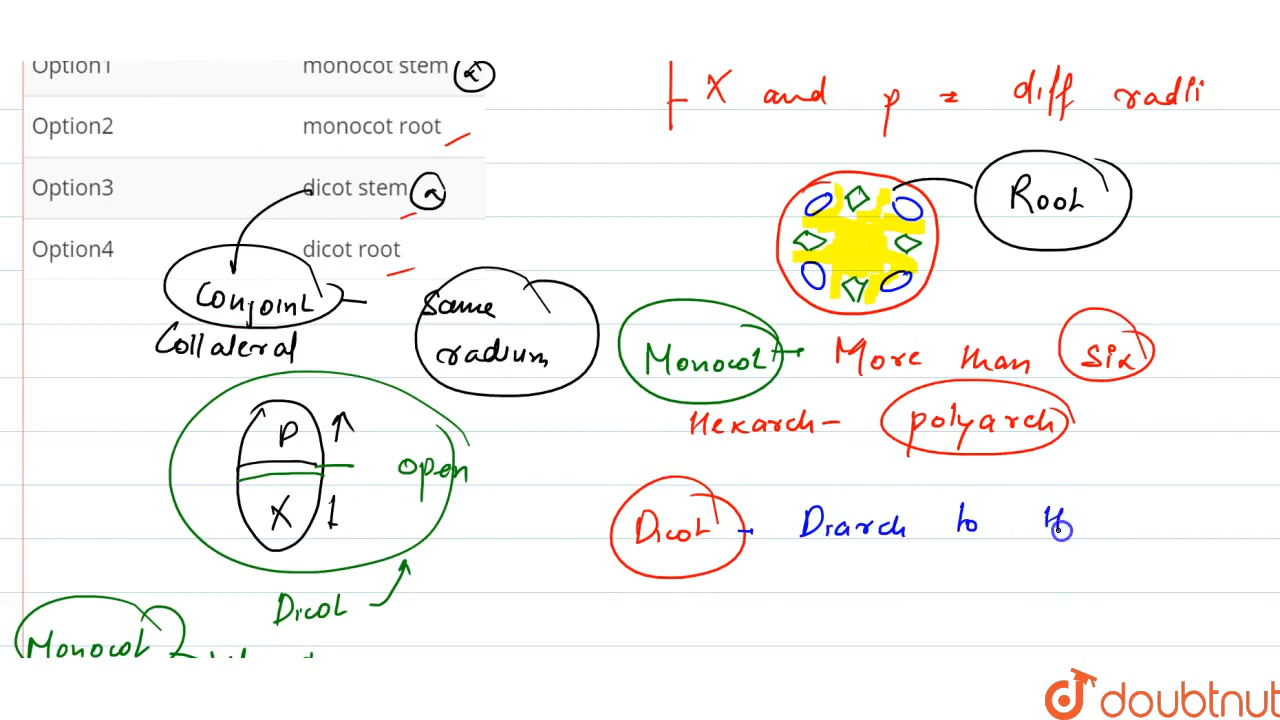 Option1 monocot stem
Option2 monocot root
Option3 dicot stem
Option4 dicot root
Conjoint
Collateral
Same
radium
P
X
open
Dicot
Monocot
X and p = diff radii
Root
Monocot - More than Six
Hexarch - polyarch
Dicot - Diarch to H
doubtnut